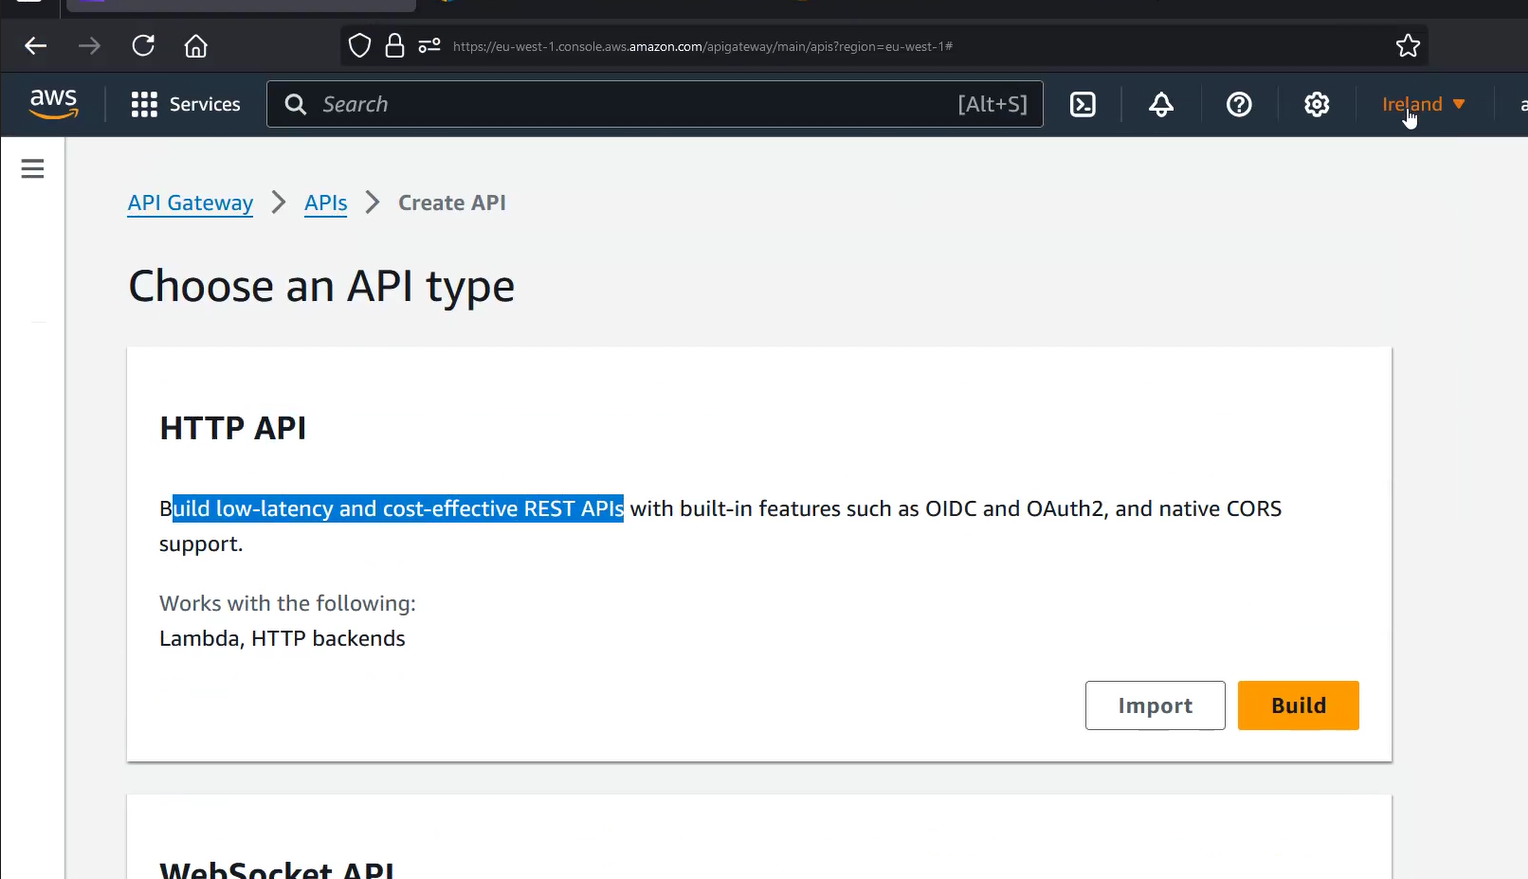 https://eu-west-1.console.aws.amazon.com/apigateway/main/apis?region=eu-west-1#
aws Services Search [Alt+S] Ireland
API Gateway > APIs > Create API
Choose an API type
HTTP API
Build low-latency and cost-effective REST APIs with built-in features such as OIDC and OAuth2, and native CORS
support.
Works with the following:
Lambda, HTTP backends
Import Build
WebSocket API